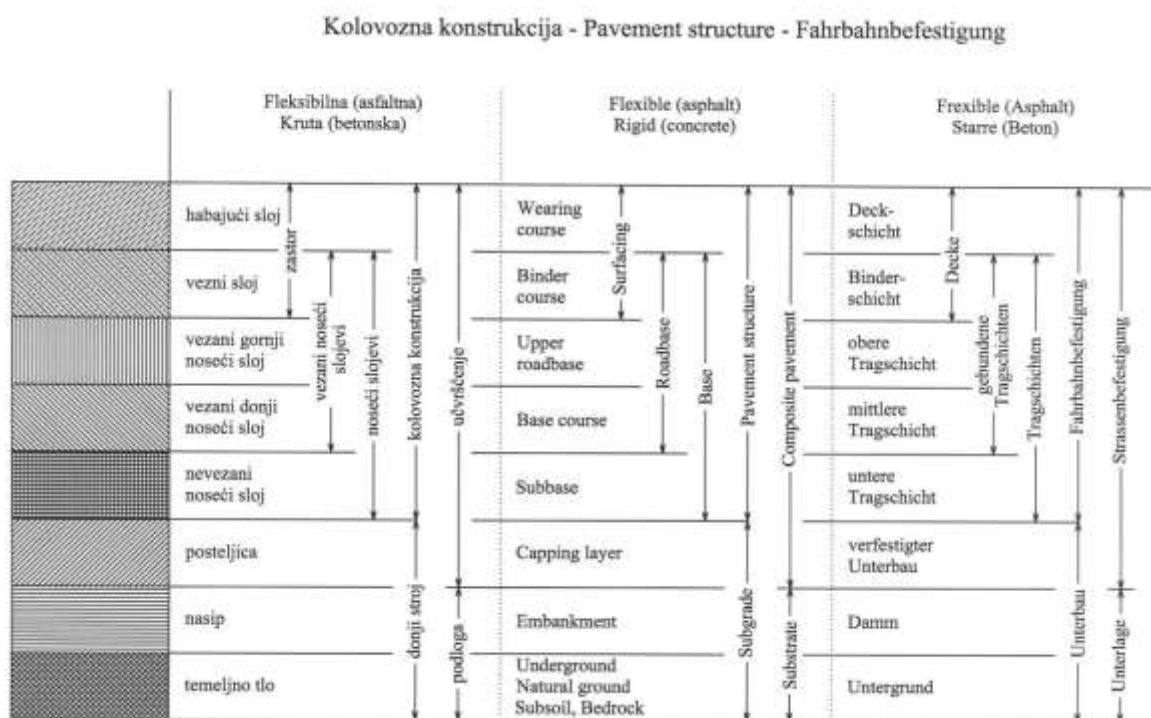 Kolovozna konstrukcija - Pavement structure - Fahrbahnbefestigung
Fleksibilna (asfaltna)
Kruta (betonska)
Flexible (asphalt)
Rigid (concrete)
Frexible (Asphalt)
Starre (Beton)
habajući sloj
vezni sloj
vezani gornji
noseći sloj
vezani donji
noseći sloj
nevezani
noseći sloj
posteljica
nasip
temeljno tlo
zastor
vezani noseći
slojevi
noseći slojevi
kolovozna konstrukcija
donji stroj
učvršćenje
podloga
Wearing
course
Binder
course
Upper
roadbase
Base course
Subbase
Capping layer
Embankment
Underground
Natural ground
Subsoil, Bedrock
Surfacing
Roadbase
Base
Pavement structure
Subgrade
Composite pavement
Substrate
Deck-
schicht
Binder-
schicht
obere
Tragschicht
mittlere
Tragschicht
untere
Tragschicht
verfestigter
Unterbau
Damm
Untergrund
Decke
gebundene
Tragschichten
Tragschichten
Fahrbahnbefestigung
Unterbau
Strassenbefestigung
Unterlage